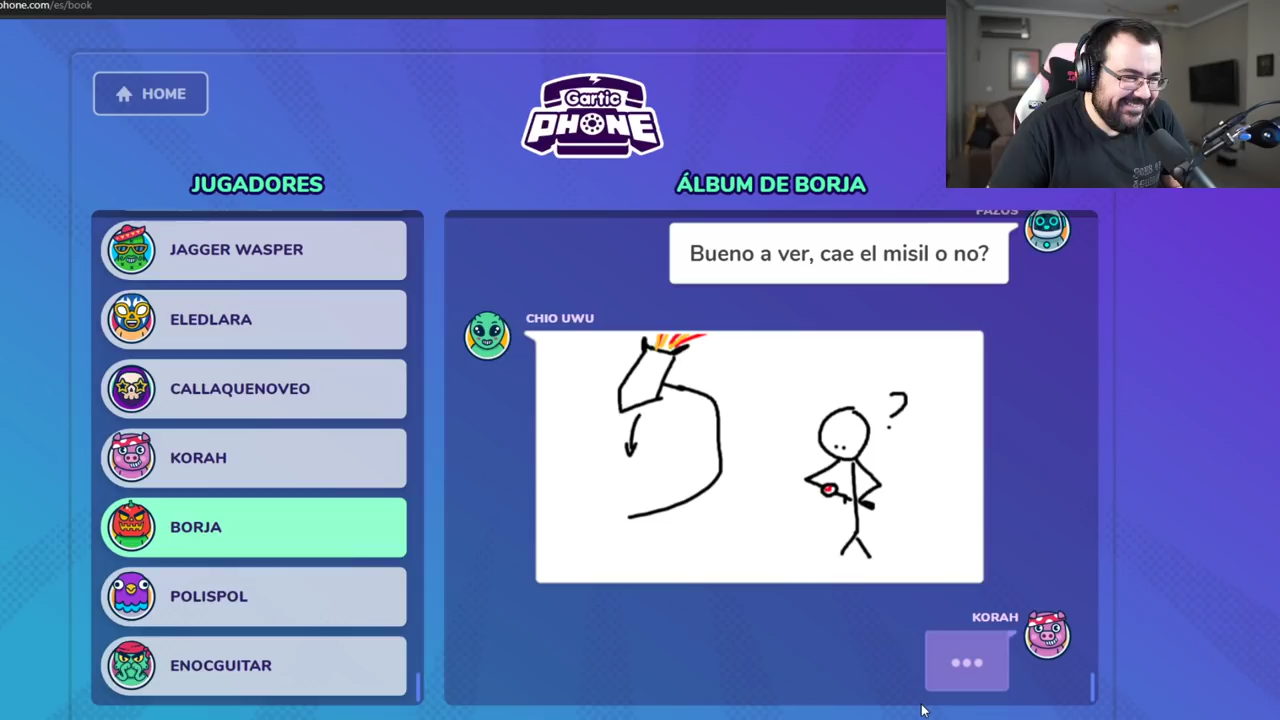 phone.com/es/book
HOME
Gartic
PHONE
JUGADORES
ÁLBUM DE BORJA
JAGGER WASPER
ELEDLARA
CALLAQUENOVEO
KORAH
BORJA
POLISPOL
ENOCGUITAR
PAZOS
Bueno a ver, cae el misil o no?
CHIO UWU
?
KORAH
...